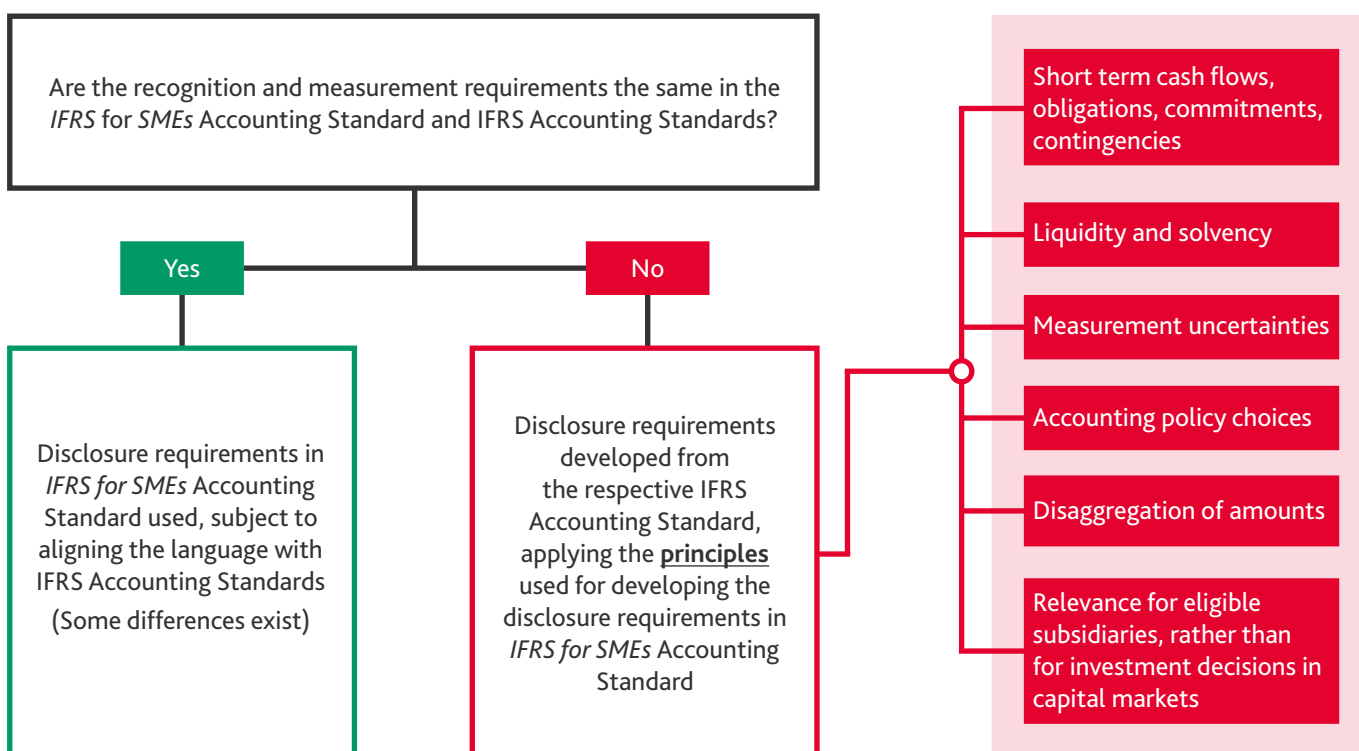 Are the recognition and measurement requirements the same in the
IFRS for SMEs Accounting Standard and IFRS Accounting Standards?
Yes
No
Disclosure requirements in
IFRS for SMEs Accounting
Standard used, subject to
aligning the language with
IFRS Accounting Standards
(Some differences exist)
Disclosure requirements
developed from
the respective IFRS
Accounting Standard,
applying the principles
used for developing the
disclosure requirements in
IFRS for SMEs Accounting
Standard
Short term cash flows,
obligations, commitments,
contingencies
Liquidity and solvency
Measurement uncertainties
Accounting policy choices
Disaggregation of amounts
Relevance for eligible
subsidiaries, rather than
for investment decisions in
capital markets